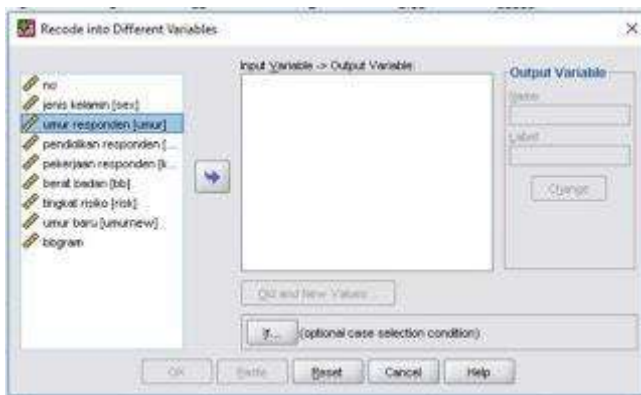 Recode into Different Variables
no
jenis kelamin [sex]
umur responden [umur]
pendidikan responden [...
pekerjaan responden [k...
berat badan [bb]
tingkat risiko [risk]
umur baru [umurnew]
bbgram
Input Variable -> Output Variable:
Output Variable
Name:
Label:
Change
Old and New Values...
If... (optional case selection condition)
OK Paste Reset Cancel Help